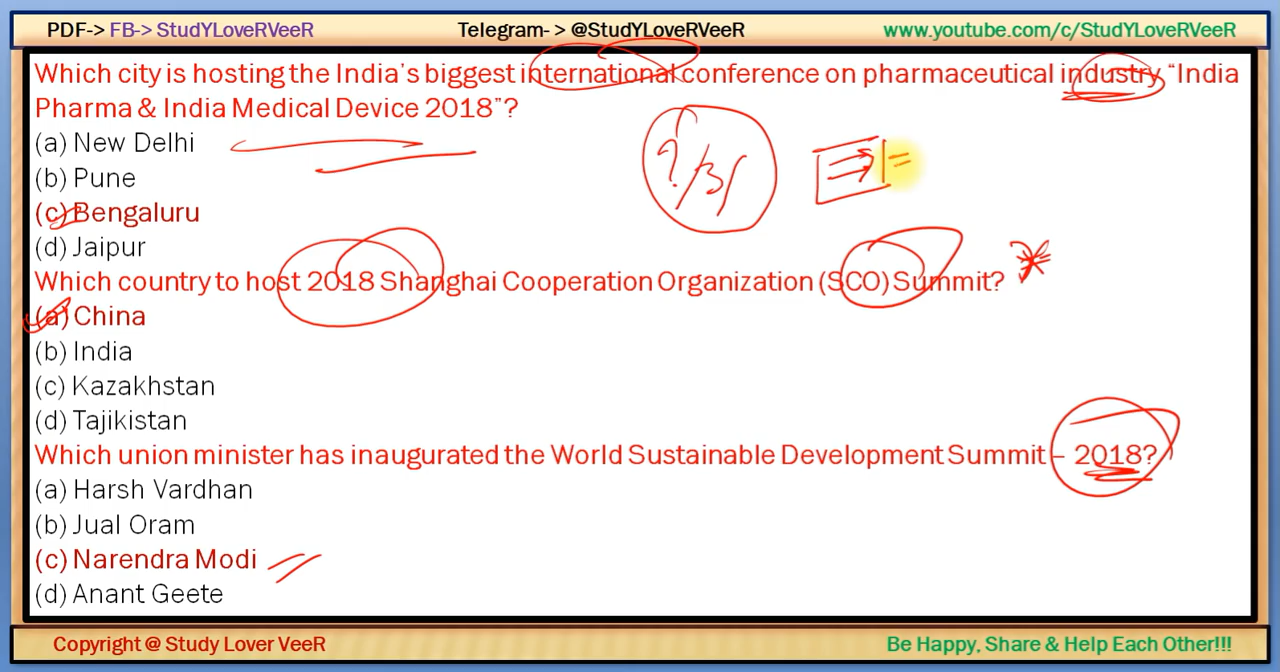 PDF-> FB-> StudYLoveRVeeR Telegram- > @StudYLoveRVeeR www.youtube.com/c/StudYLoveRVeeR
Which city is hosting the India's biggest international conference on pharmaceutical industry “India
Pharma & India Medical Device 2018”?
(a) New Delhi
(b) Pune
(c) Bengaluru
(d) Jaipur
Which country to host 2018 Shanghai Cooperation Organization (SCO) Summit?
(a) China
(b) India
(c) Kazakhstan
(d) Tajikistan
Which union minister has inaugurated the World Sustainable Development Summit – 2018?
(a) Harsh Vardhan
(b) Jual Oram
(c) Narendra Modi
(d) Anant Geete
Copyright @ Study Lover VeeR Be Happy, Share & Help Each Other!!!